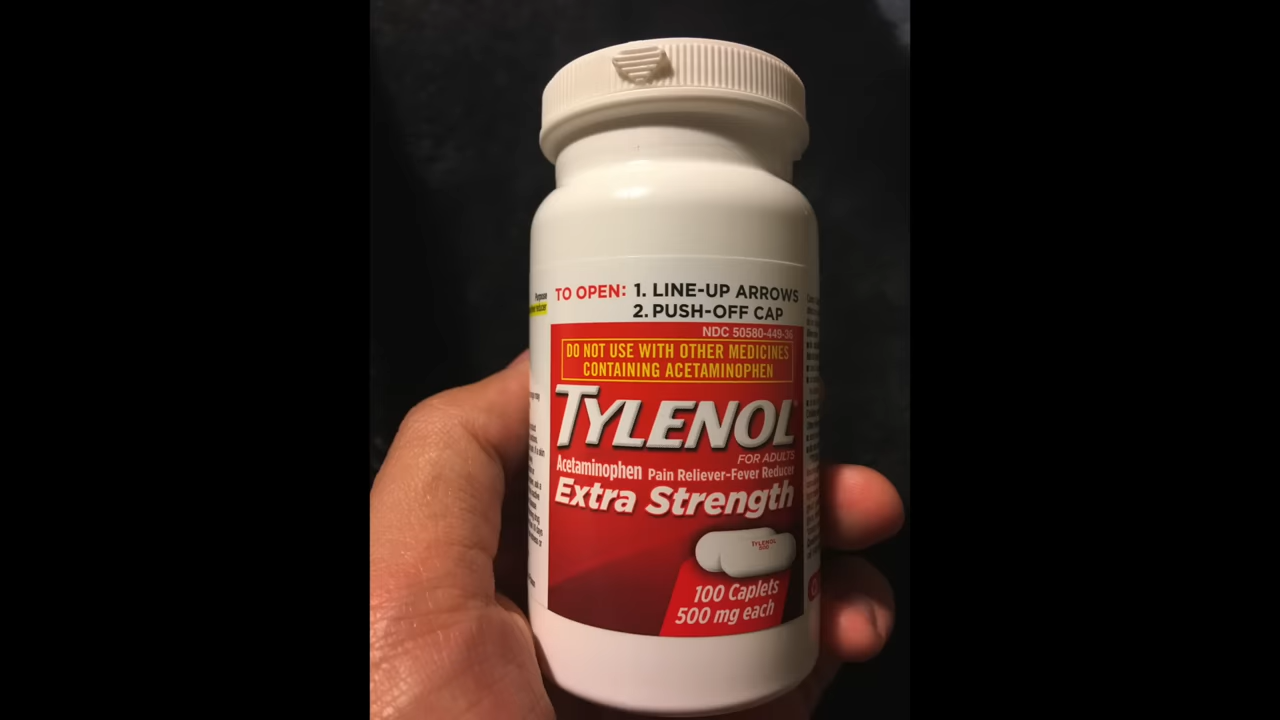 TO OPEN: 1. LINE-UP ARROWS
2. PUSH-OFF CAP
NDC 50580-449-36
DO NOT USE WITH OTHER MEDICINES
CONTAINING ACETAMINOPHEN
TYLENOL
FOR ADULTS
Acetaminophen Pain Reliever-Fever Reducer
Extra Strength
TYLENOL
500
100 Caplets
500 mg each